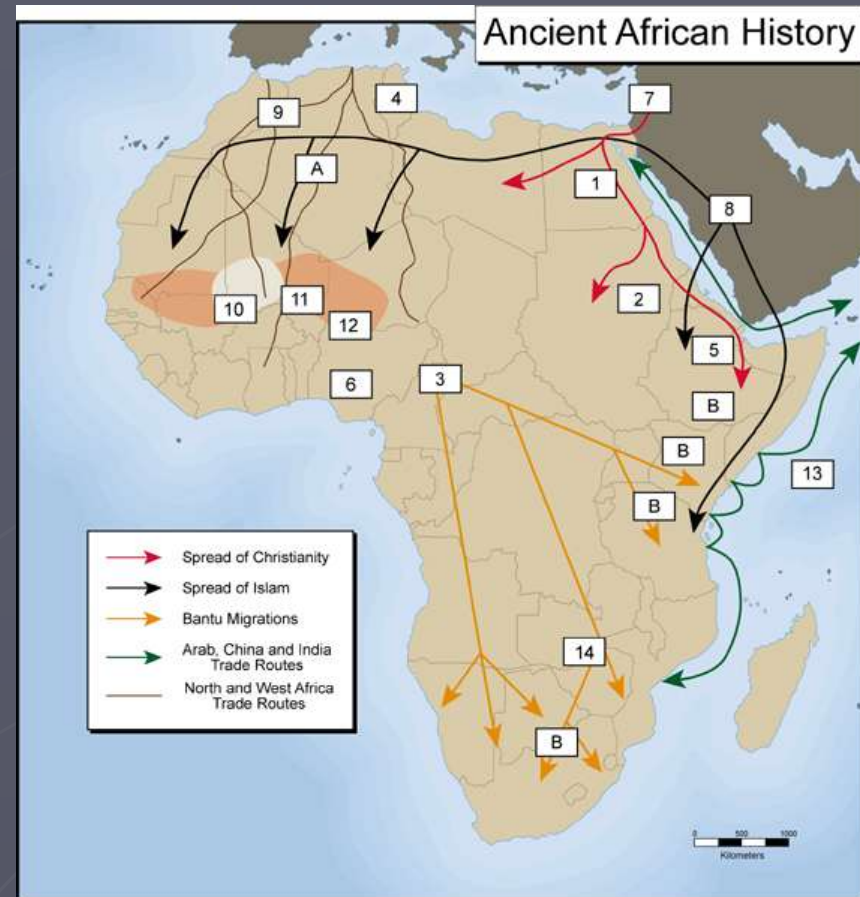 Ancient African History
9
4
7
A
1
8
2
10
11
12
5
6
3
B
B
13
B
14
B
Spread of Christianity
Spread of Islam
Bantu Migrations
Arab, China and India
Trade Routes
North and West Africa
Trade Routes
0 500 1000
Kilometers